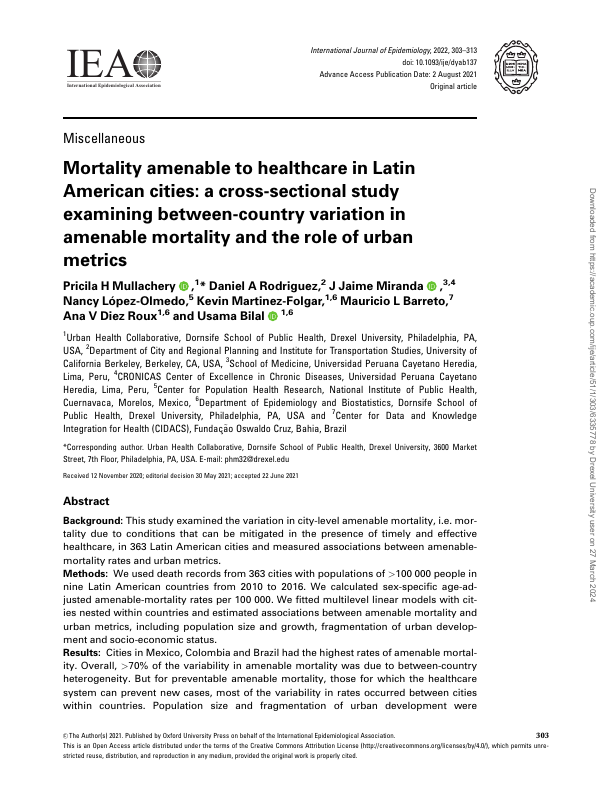 IEA
International Epidemiological Association
International Journal of Epidemiology, 2022, 303–313
doi: 10.1093/ije/dyab137
Advance Access Publication Date: 2 August 2021
Original article
Miscellaneous
Mortality amenable to healthcare in Latin
American cities: a cross-sectional study
examining between-country variation in
amenable mortality and the role of urban
metrics
Pricila H Mullachery iD ,1* Daniel A Rodriguez,2 J Jaime Miranda iD ,3,4
Nancy López-Olmedo,5 Kevin Martinez-Folgar,1,6 Mauricio L Barreto,7
Ana V Diez Roux1,6 and Usama Bilal iD 1,6
1Urban Health Collaborative, Dornsife School of Public Health, Drexel University, Philadelphia, PA,
USA, 2Department of City and Regional Planning and Institute for Transportation Studies, University of
California Berkeley, Berkeley, CA, USA, 3School of Medicine, Universidad Peruana Cayetano Heredia,
Lima, Peru, 4CRONICAS Center of Excellence in Chronic Diseases, Universidad Peruana Cayetano
Heredia, Lima, Peru, 5Center for Population Health Research, National Institute of Public Health,
Cuernavaca, Morelos, Mexico, 6Department of Epidemiology and Biostatistics, Dornsife School of
Public Health, Drexel University, Philadelphia, PA, USA and 7Center for Data and Knowledge
Integration for Health (CIDACS), Fundação Oswaldo Cruz, Bahia, Brazil
*Corresponding author. Urban Health Collaborative, Dornsife School of Public Health, Drexel University, 3600 Market
Street, 7th Floor, Philadelphia, PA, USA. E-mail: phm32@drexel.edu
Received 12 November 2020; editorial decision 30 May 2021; accepted 22 June 2021
Abstract
Background: This study examined the variation in city-level amenable mortality, i.e. mor-
tality due to conditions that can be mitigated in the presence of timely and effective
healthcare, in 363 Latin American cities and measured associations between amenable-
mortality rates and urban metrics.
Methods: We used death records from 363 cities with populations of >100 000 people in
nine Latin American countries from 2010 to 2016. We calculated sex-specific age-ad-
justed amenable-mortality rates per 100 000. We fitted multilevel linear models with cit-
ies nested within countries and estimated associations between amenable mortality and
urban metrics, including population size and growth, fragmentation of urban develop-
ment and socio-economic status.
Results: Cities in Mexico, Colombia and Brazil had the highest rates of amenable mortal-
ity. Overall, >70% of the variability in amenable mortality was due to between-country
heterogeneity. But for preventable amenable mortality, those for which the healthcare
system can prevent new cases, most of the variability in rates occurred between cities
within countries. Population size and fragmentation of urban development were
© The Author(s) 2021. Published by Oxford University Press on behalf of the International Epidemiological Association.
303
This is an Open Access article distributed under the terms of the Creative Commons Attribution License (http://creativecommons.org/licenses/by/4.0/), which permits unre-
stricted reuse, distribution, and reproduction in any medium, provided the original work is properly cited.
Downloaded from https://academic.oup.com/ije/article/51/1/303/6335778 by Drexel University user on 27 March 2024